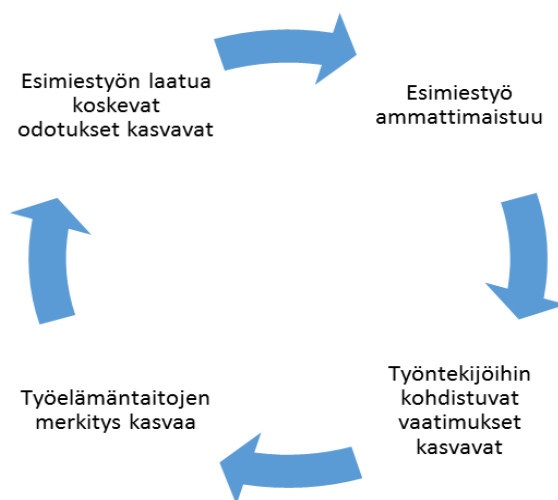 Esimiestyön laatua
koskevat
odotukset kasvavat
Esimiestyö
ammattimaistuu
Työntekijöihin
kohdistuvat
vaatimukset
kasvavat
Työelämäntaitojen
merkitys kasvaa